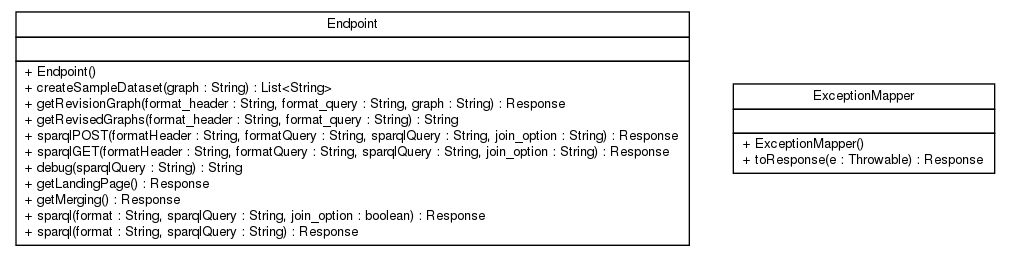 Endpoint
+ Endpoint()
+ createSampleDataset(graph : String) : List<String>
+ getRevisionGraph(format_header : String, format_query : String, graph : String) : Response
+ getRevisedGraphs(format_header : String, format_query : String) : String
+ sparqlPOST(formatHeader : String, formatQuery : String, sparqlQuery : String, join_option : String) : Response
+ sparqlGET(formatHeader : String, formatQuery : String, sparqlQuery : String, join_option : String) : Response
+ debug(sparqlQuery : String) : String
+ getLandingPage() : Response
+ getMerging() : Response
+ sparql(format : String, sparqlQuery : String, join_option : boolean) : Response
+ sparql(format : String, sparqlQuery : String) : Response
ExceptionMapper
+ ExceptionMapper()
+ toResponse(e : Throwable) : Response